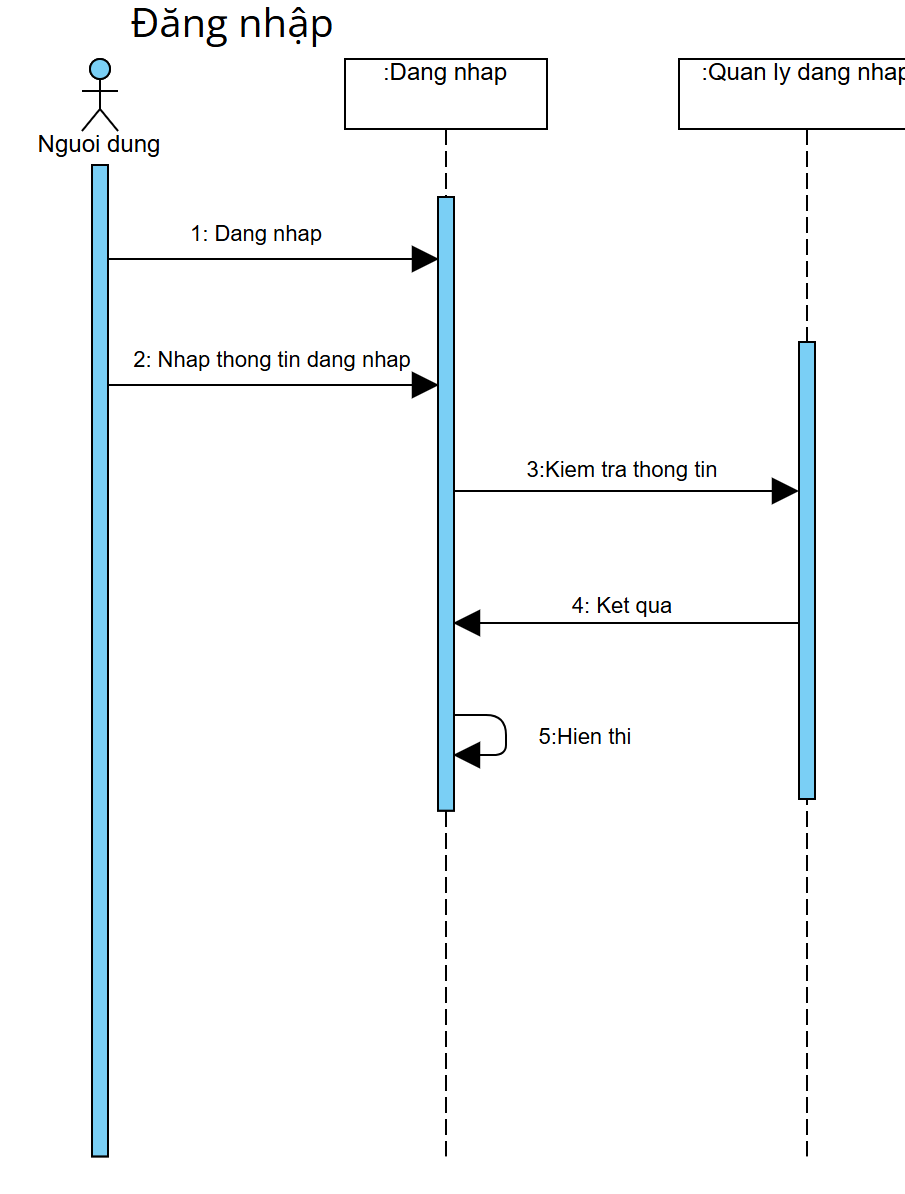 Đăng nhập
Nguoi dung
:Dang nhap
:Quan ly dang nhap
1: Dang nhap
2: Nhap thong tin dang nhap
3:Kiem tra thong tin
4: Ket qua
5:Hien thi